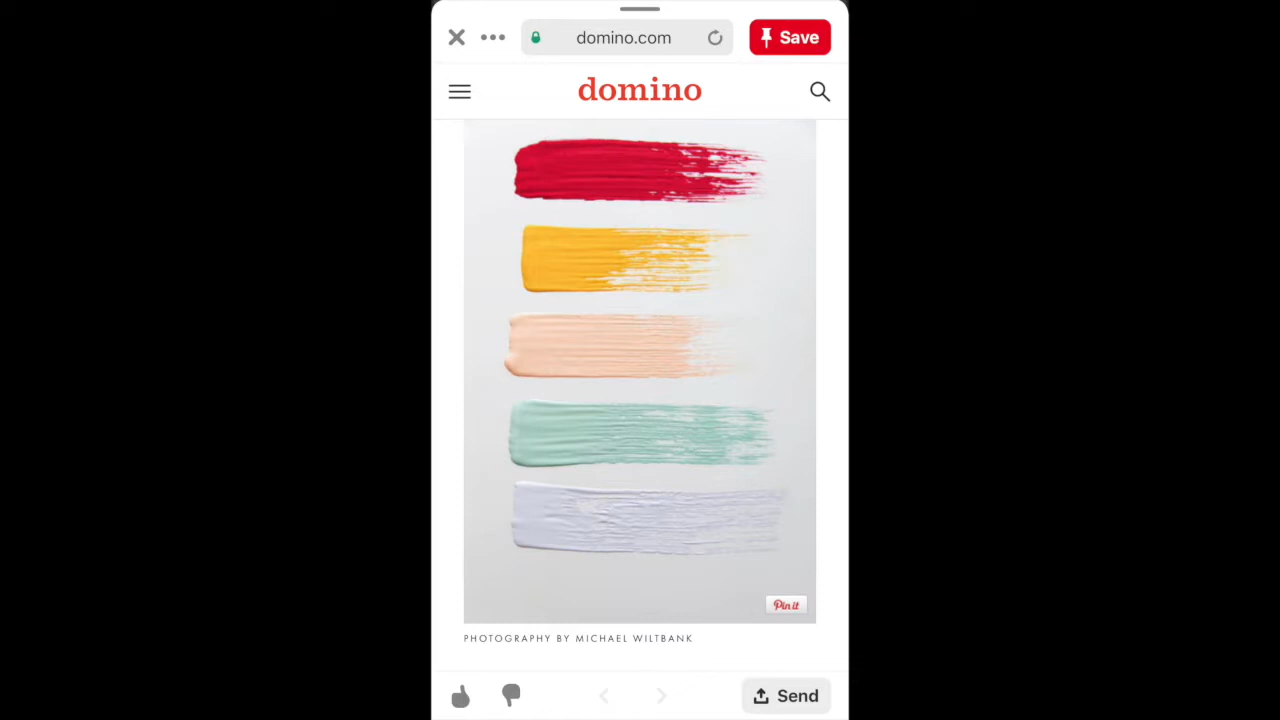 domino.com
Save
domino
Pin it
PHOTOGRAPHY BY MICHAEL WILTBANK
Send